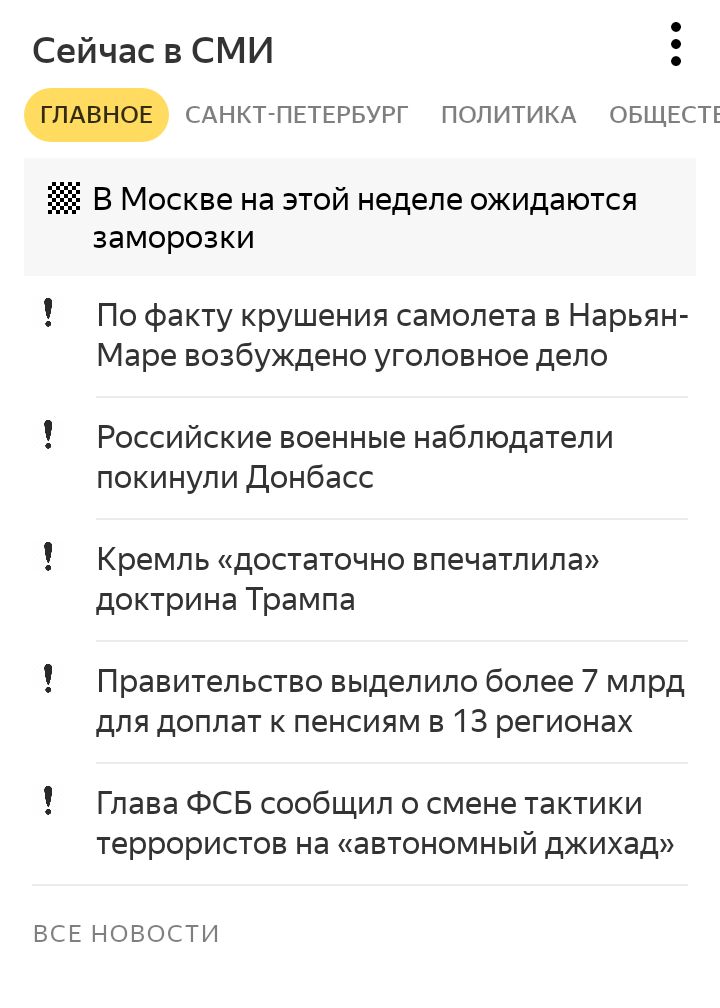 Сейчас в СМИ
ГЛАВНОЕ САНКТ-ПЕТЕРБУРГ ПОЛИТИКА ОБЩЕСТВ
В Москве на этой неделе ожидаются
заморозки
По факту крушения самолета в Нарьян-
Маре возбуждено уголовное дело
Российские военные наблюдатели
покинули Донбасс
Кремль «достаточно впечатлила»
доктрина Трампа
Правительство выделило более 7 млрд
для доплат к пенсиям в 13 регионах
Глава ФСБ сообщил о смене тактики
террористов на «автономный джихад»
ВСЕ НОВОСТИ